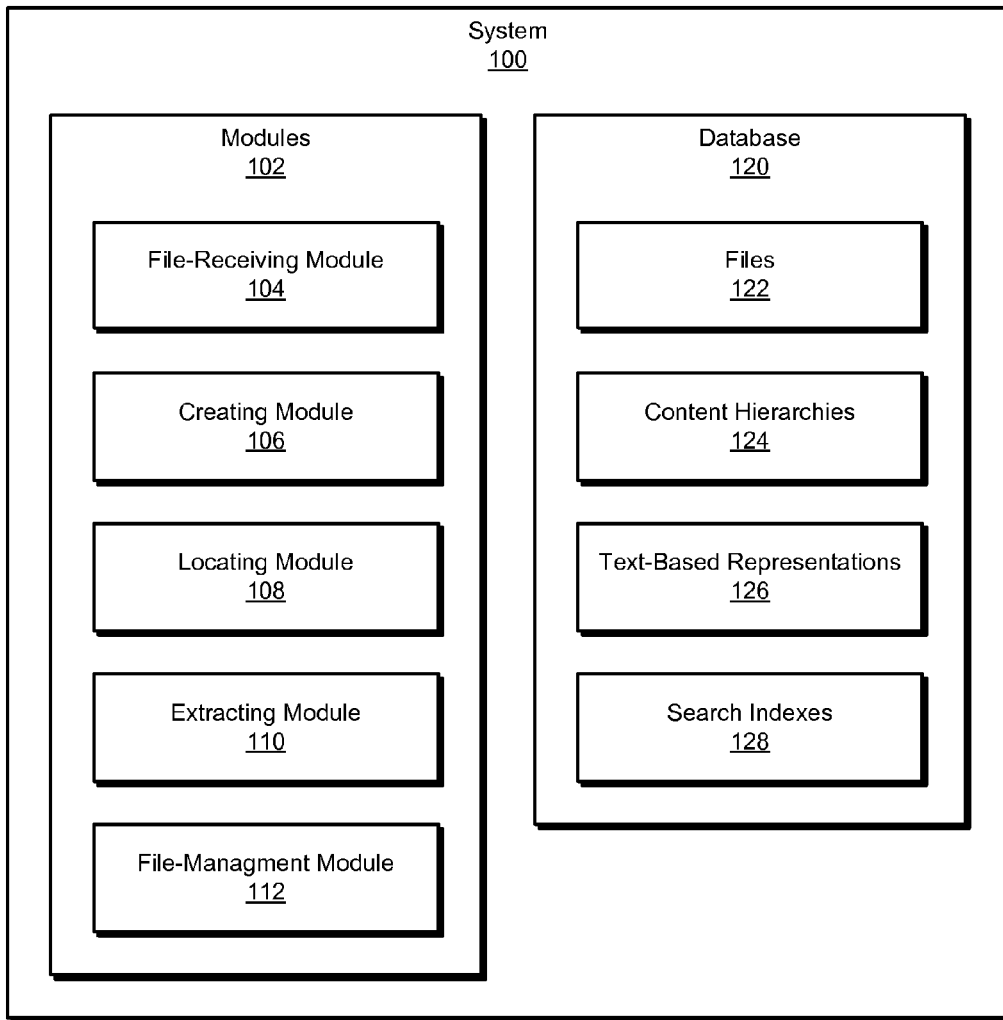 System
100
Modules
102
File-Receiving Module
104
Creating Module
106
Locating Module
108
Extracting Module
110
File-Managment Module
112
Database
120
Files
122
Content Hierarchies
124
Text-Based Representations
126
Search Indexes
128